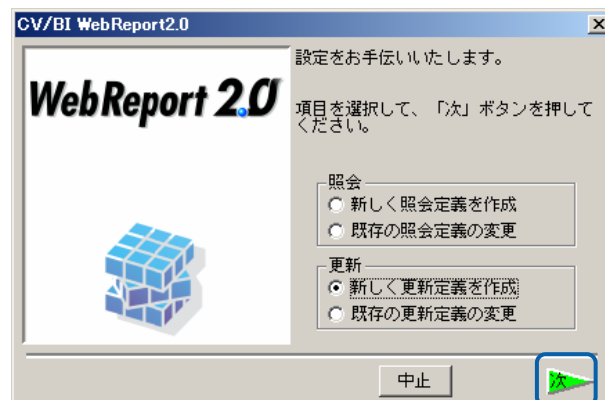 CV/BI WebReport2.0
設定をお手伝いいたします。
WebReport 2.0
項目を選択して、「次」ボタンを押して
ください。
照会
新しく照会定義を作成
既存の照会定義の変更
更新
新しく更新定義を作成
既存の更新定義の変更
中止
次